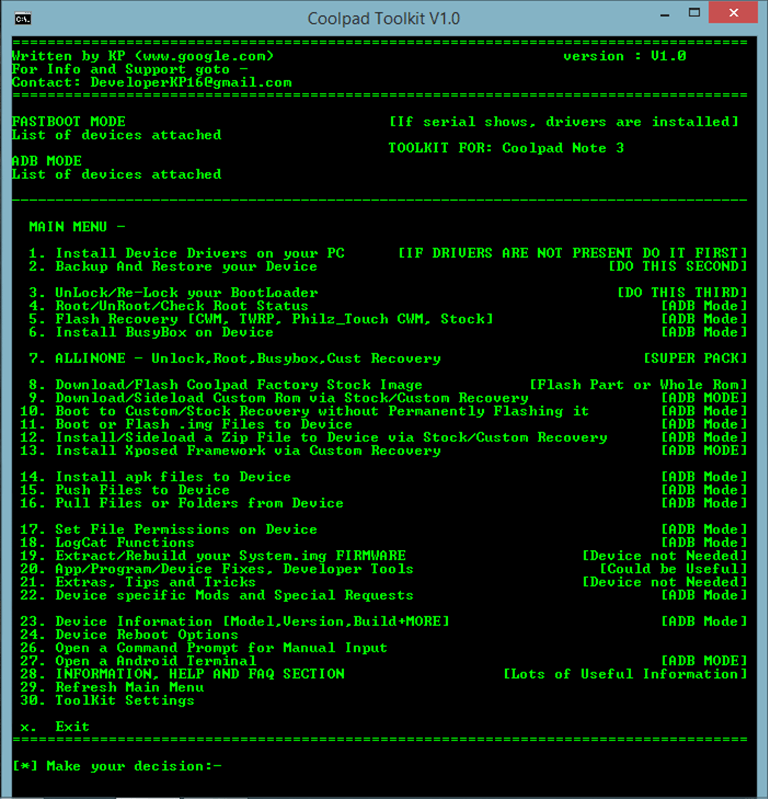 Coolpad Toolkit V1.0
Written by KP (www.google.com) version : V1.0
For Info and Support goto -
Contact: DeveloperKP16@gmail.com
FASTBOOT MODE [If serial shows, drivers are installed]
List of devices attached
TOOLKIT FOR: Coolpad Note 3
ADB MODE
List of devices attached
MAIN MENU -
1. Install Device Drivers on your PC [IF DRIVERS ARE NOT PRESENT DO IT FIRST]
2. Backup And Restore your Device [DO THIS SECOND]
3. UnLock/Re-Lock your BootLoader [DO THIS THIRD]
4. Root/UnRoot/Check Root Status [ADB Mode]
5. Flash Recovery [CWM, TWRP, Philz_Touch CWM, Stock] [ADB Mode]
6. Install BusyBox on Device [ADB Mode]
7. ALLINONE - Unlock,Root,Busybox,Cust Recovery [SUPER PACK]
8. Download/Flash Coolpad Factory Stock Image [Flash Part or Whole Rom]
9. Download/Sideload Custom Rom via Stock/Custom Recovery [ADB MODE]
10. Boot to Custom/Stock Recovery without Permanently Flashing it [ADB Mode]
11. Boot or Flash .img Files to Device [ADB Mode]
12. Install/Sideload a Zip File to Device via Stock/Custom Recovery [ADB Mode]
13. Install Xposed Framework via Custom Recovery [ADB MODE]
14. Install apk files to Device [ADB Mode]
15. Push Files to Device [ADB Mode]
16. Pull Files or Folders from Device [ADB Mode]
17. Set File Permissions on Device [ADB Mode]
18. LogCat Functions [ADB Mode]
19. Extract/Rebuild your System.img FIRMWARE [Device not Needed]
20. App/Program/Device Fixes, Developer Tools [Could be Useful]
21. Extras, Tips and Tricks [Device not Needed]
22. Device specific Mods and Special Requests [ADB Mode]
23. Device Information [Model,Version,Build+MORE] [ADB Mode]
24. Device Reboot Options
26. Open a Command Prompt for Manual Input
27. Open a Android Terminal [ADB MODE]
28. INFORMATION, HELP AND FAQ SECTION [Lots of Useful Information]
29. Refresh Main Menu
30. ToolKit Settings
x. Exit
[*] Make your decision:-